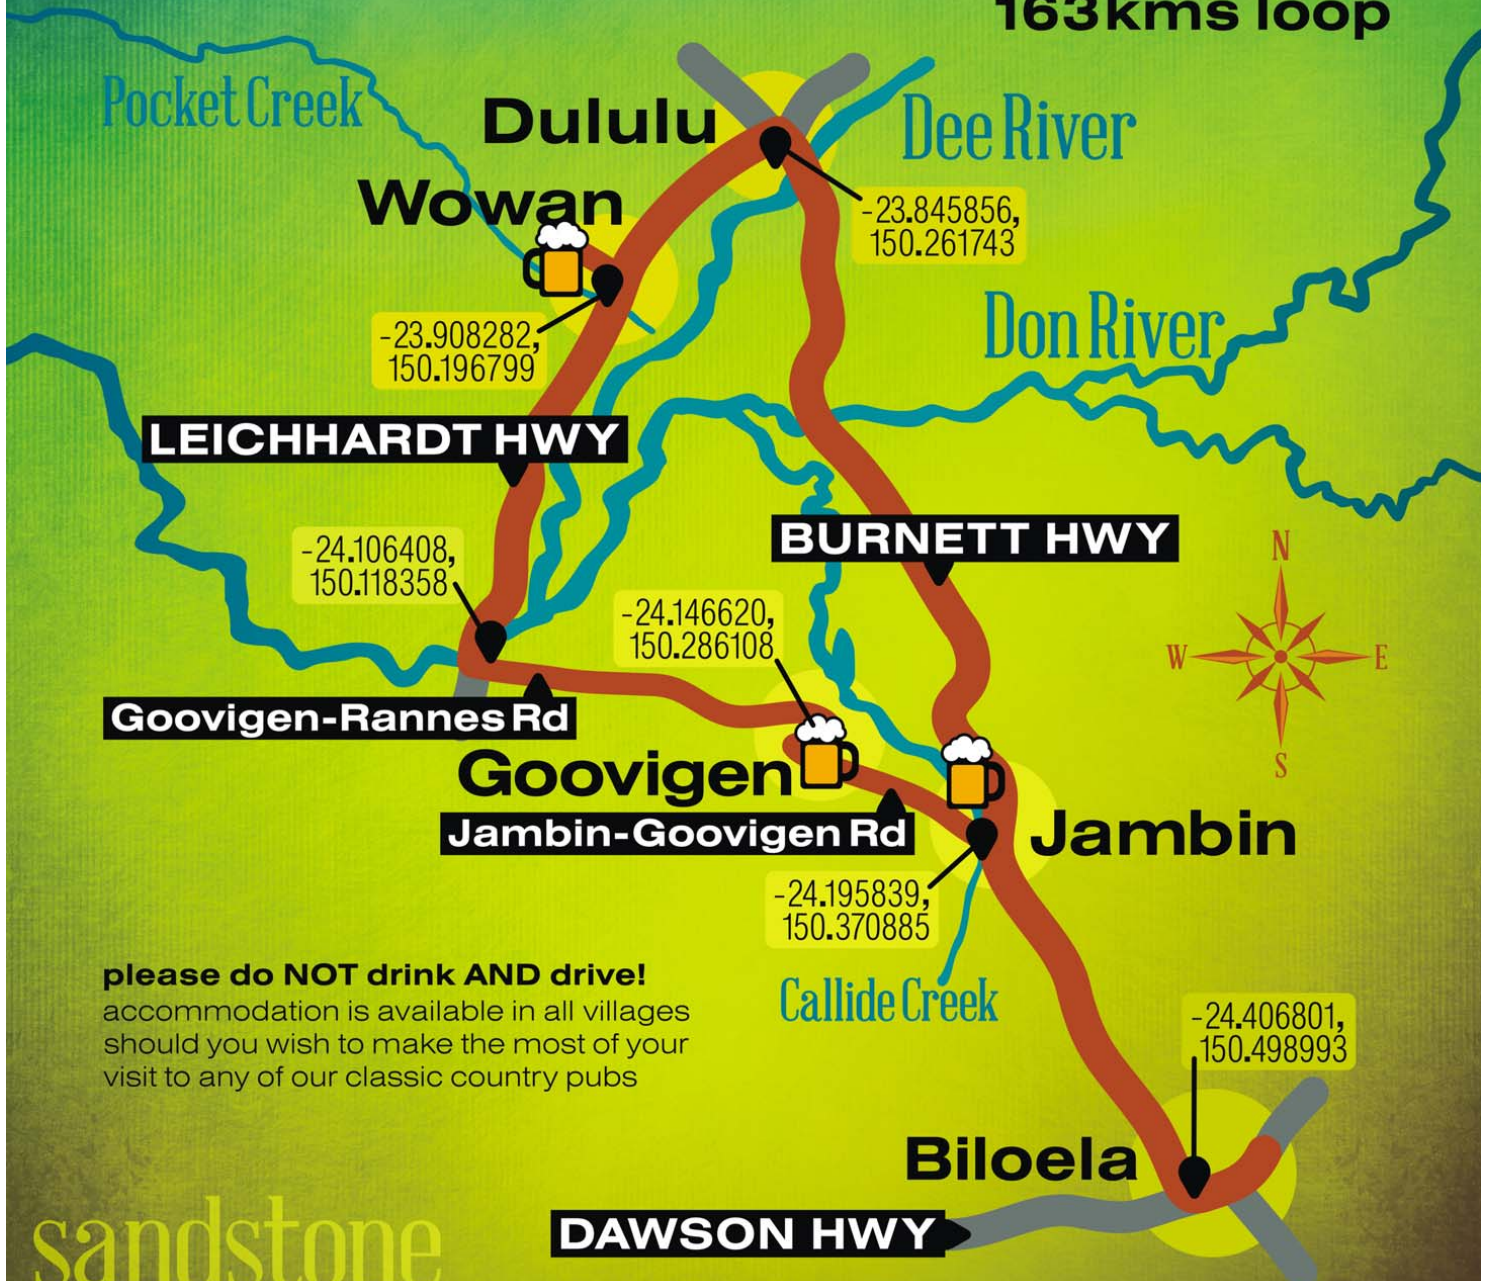 163kms loop
Pocket Creek
Dululu
Dee River
Wowan
-23.845856,
150.261743
-23.908282,
150.196799
Don River
LEICHHARDT HWY
BURNETT HWY
-24.106408,
150.118358
N
-24.146620,
150.286108
W
E
Goovigen-Rannes Rd
S
Goovigen
Jambin-Goovigen Rd
Jambin
-24.195839,
150.370885
please do NOT drink AND drive!
accommodation is available in all villages
should you wish to make the most of your
visit to any of our classic country pubs
Callide Creek
-24.406801,
150.498993
Biloela
DAWSON HWY
sandstone